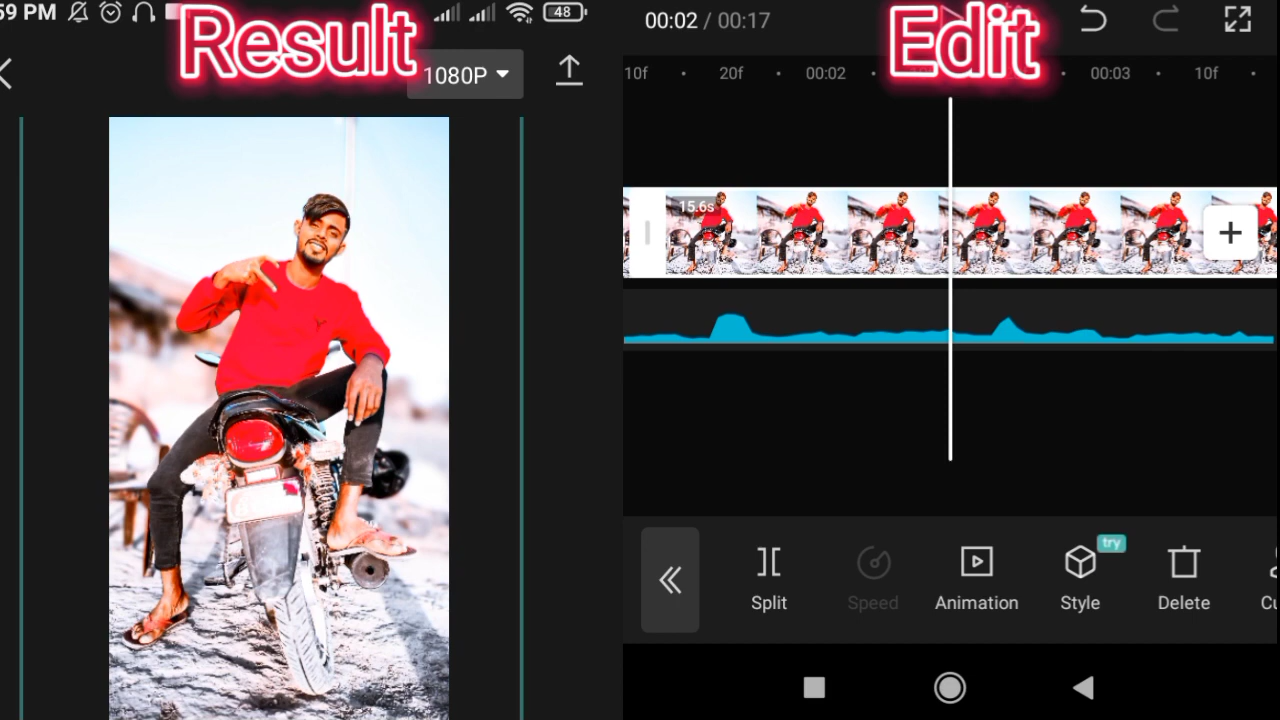 59 PM
48
Result
1080P
Edit
00:02 / 00:17
10f
20f
00:02
00:03
10f
15.6s
try
Split
Speed
Animation
Style
Delete
Cu